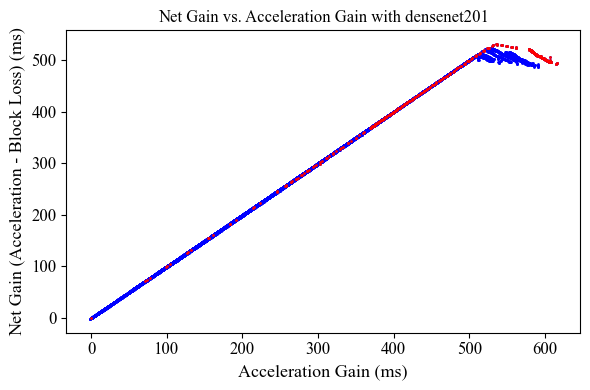 Net Gain vs. Acceleration Gain with densenet201
Net Gain (Acceleration - Block Loss) (ms)
500
400
300
200
100
0
0 100 200 300 400 500 600
Acceleration Gain (ms)